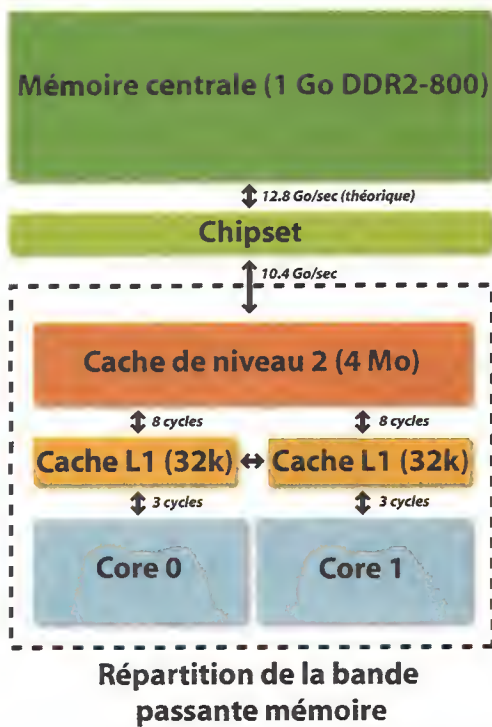 Mémoire centrale (1 Go DDR2-800)
12.8 Go/sec (théorique)
Chipset
10.4 Go/sec
Cache de niveau 2 (4 Mo)
8 cycles 8 cycles
Cache L1 (32k) Cache L1 (32k)
3 cycles 3 cycles
Core 0 Core 1
Répartition de la bande
passante mémoire